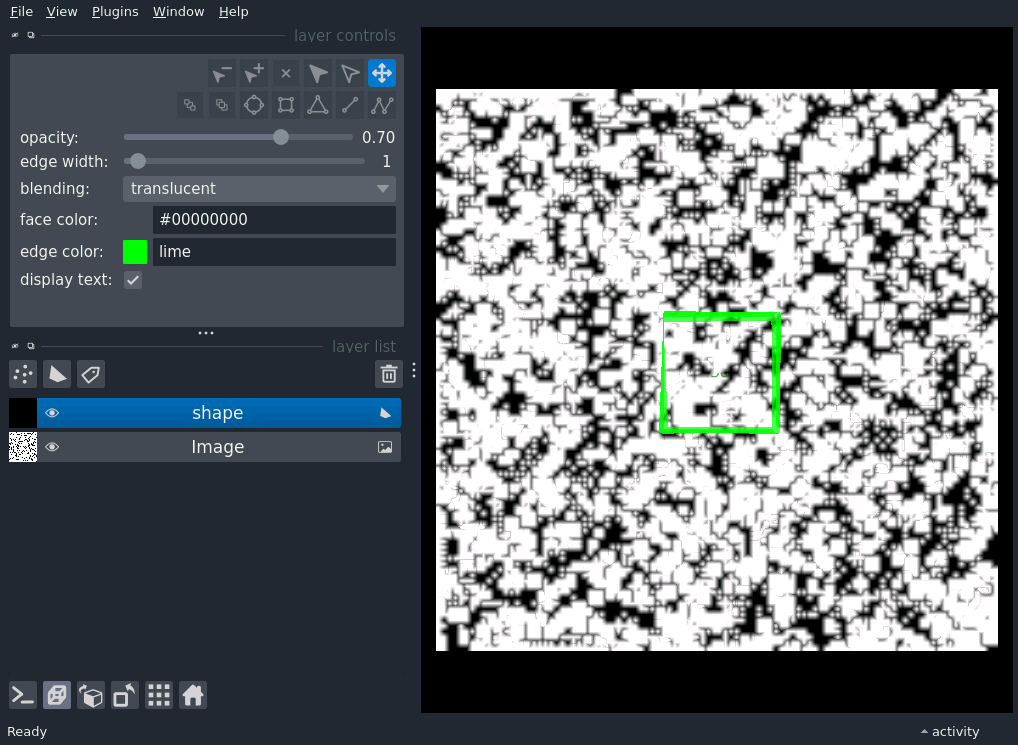 File View Plugins Window Help
layer controls
opacity: 0.70
edge width: 1
blending: translucent
face color: #00000000
edge color: lime
display text:
layer list
shape
Image
Ready
activity